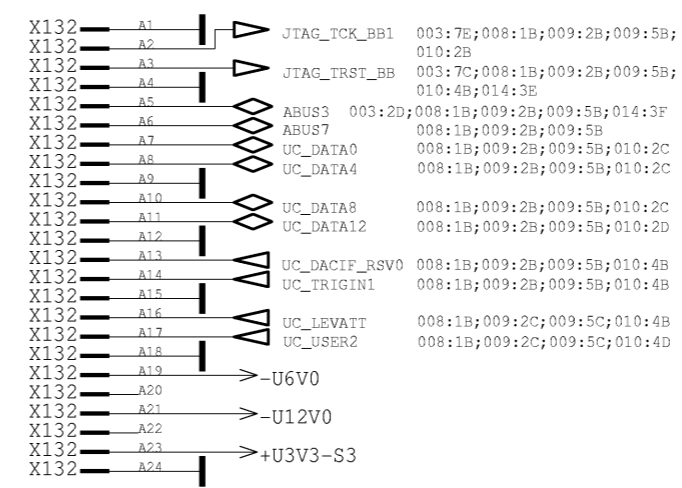 X132 A1
X132 A2 JTAG_TCK_BB1 003:7E;008:1B;009:2B;009:5B;
010:2B
X132 A3 JTAG_TRST_BB 003:7C;008:1B;009:2B;009:5B;
X132 A4 010:4B;014:3E
X132 A5 ABUS3 003:2D;008:1B;009:2B;009:5B;014:3F
X132 A6 ABUS7 008:1B;009:2B;009:5B
X132 A7 UC_DATA0 008:1B;009:2B;009:5B;010:2C
X132 A8 UC_DATA4 008:1B;009:2B;009:5B;010:2C
X132 A9
X132 A10 UC_DATA8 008:1B;009:2B;009:5B;010:2C
X132 A11 UC_DATA12 008:1B;009:2B;009:5B;010:2D
X132 A12
X132 A13 UC_DACIF_RSV0 008:1B;009:2B;009:5B;010:4B
X132 A14 UC_TRIGIN1 008:1B;009:2B;009:5B;010:4B
X132 A15
X132 A16 UC_LEVATT 008:1B;009:2C;009:5C;010:4B
X132 A17 UC_USER2 008:1B;009:2C;009:5C;010:4D
X132 A18
X132 A19 -U6V0
X132 A20
X132 A21 -U12V0
X132 A22
X132 A23 +U3V3-S3
X132 A24